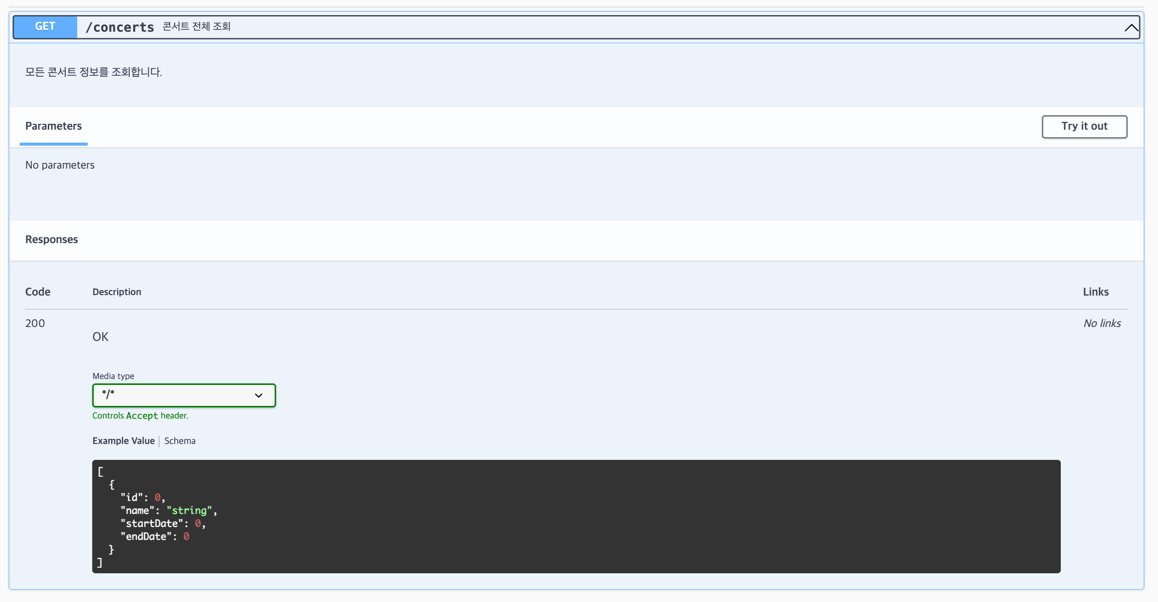 GET /concerts 콘서트 전체 조회
모든 콘서트 정보를 조회합니다.
Parameters Try it out
No parameters
Responses
Code Description Links
200 No links
OK
Media type
*/*
Controls Accept header.
Example Value Schema
[
  {
    "id": 0,
    "name": "string",
    "startDate": 0,
    "endDate": 0
  }
]